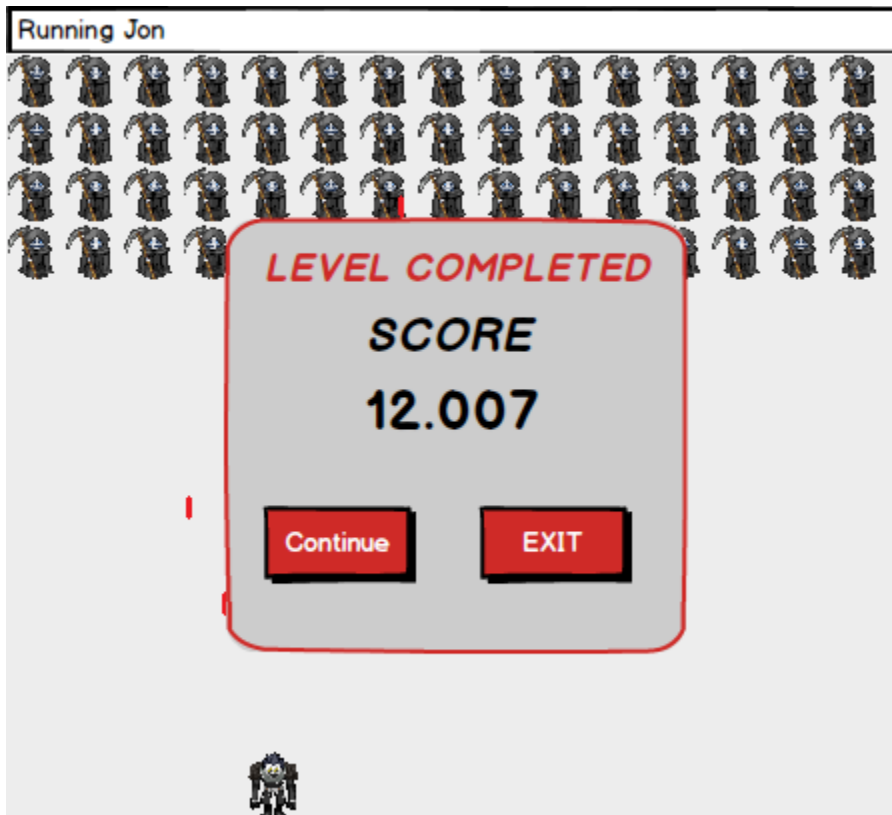 Running Jon
LEVEL COMPLETED
SCORE
12.007
Continue
EXIT